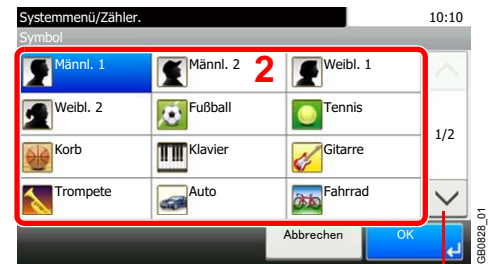 Systemmenü/Zähler. 10:10
Symbol
Männl. 1 Männl. 2 2 Weibl. 1
Weibl. 2 Fußball Tennis
1/2
Korb Klavier Gitarre
Trompete Auto Fahrrad
Abbrechen OK
GB0828_01